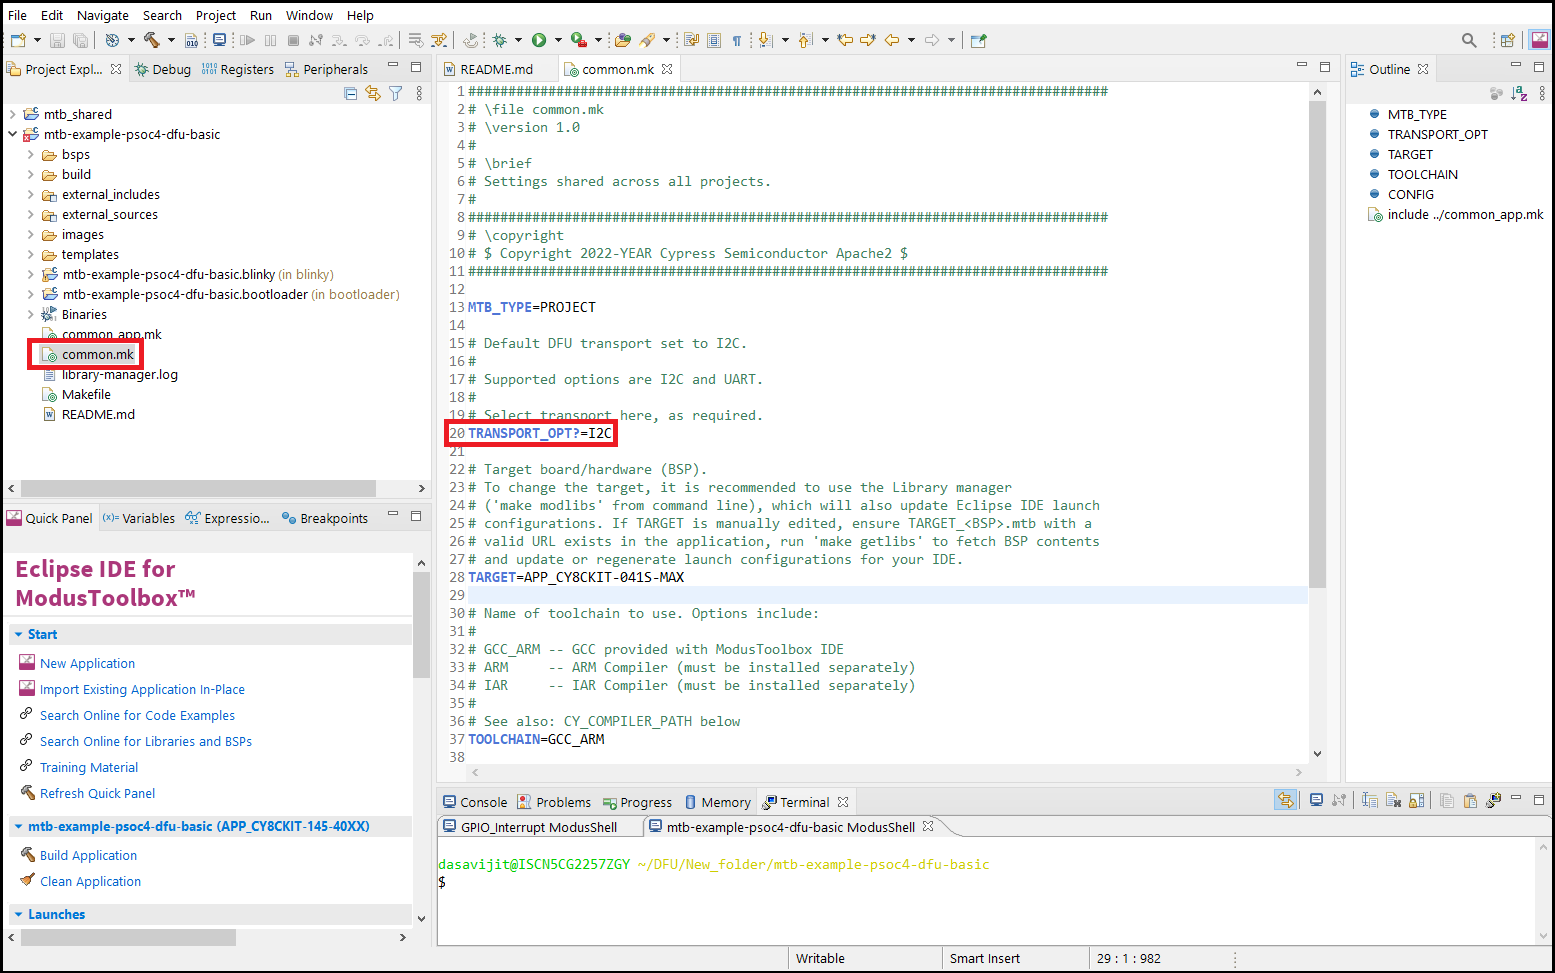 File Edit Navigate Search Project Run Window Help
Project Expl... Debug Registers Peripherals
mtb_shared
mtb-example-psoc4-dfu-basic
bsps
build
external_includes
external_sources
images
templates
mtb-example-psoc4-dfu-basic.blinky (in blinky)
mtb-example-psoc4-dfu-basic.bootloader (in bootloader)
Binaries
common_app.mk
common.mk
library-manager.log
Makefile
README.md
Quick Panel (x)= Variables Expressio... Breakpoints
Eclipse IDE for
ModusToolbox™
Start
New Application
Import Existing Application In-Place
Search Online for Code Examples
Search Online for Libraries and BSPs
Training Material
Refresh Quick Panel
mtb-example-psoc4-dfu-basic (APP_CY8CKIT-145-40XX)
Build Application
Clean Application
Launches
README.md common.mk
1 ################################################################################
2 # \file common.mk
3 # \version 1.0
4 #
5 # \brief
6 # Settings shared across all projects.
7 #
8 ################################################################################
9 # \copyright
10 # $ Copyright 2022-YEAR Cypress Semiconductor Apache2 $
11 ################################################################################
12
13 MTB_TYPE=PROJECT
14
15 # Default DFU transport set to I2C.
16 #
17 # Supported options are I2C and UART.
18 #
19 # Select transport here, as required.
20 TRANSPORT_OPT?=I2C
21
22 # Target board/hardware (BSP).
23 # To change the target, it is recommended to use the Library manager
24 # ('make modlibs' from command line), which will also update Eclipse IDE launch
25 # configurations. If TARGET is manually edited, ensure TARGET_<BSP>.mtb with a
26 # valid URL exists in the application, run 'make getlibs' to fetch BSP contents
27 # and update or regenerate launch configurations for your IDE.
28 TARGET=APP_CY8CKIT-041S-MAX
29
30 # Name of toolchain to use. Options include:
31 #
32 # GCC_ARM -- GCC provided with ModusToolbox IDE
33 # ARM     -- ARM Compiler (must be installed separately)
34 # IAR     -- IAR Compiler (must be installed separately)
35 #
36 # See also: CY_COMPILER_PATH below
37 TOOLCHAIN=GCC_ARM
38
Outline
MTB_TYPE
TRANSPORT_OPT
TARGET
TOOLCHAIN
CONFIG
include ../common_app.mk
Console Problems Progress Memory Terminal
GPIO_Interrupt ModusShell mtb-example-psoc4-dfu-basic ModusShell
dasavijit@ISCN5CG2257ZGY ~/DFU/New_folder/mtb-example-psoc4-dfu-basic
$
Writable Smart Insert 29 : 1 : 982